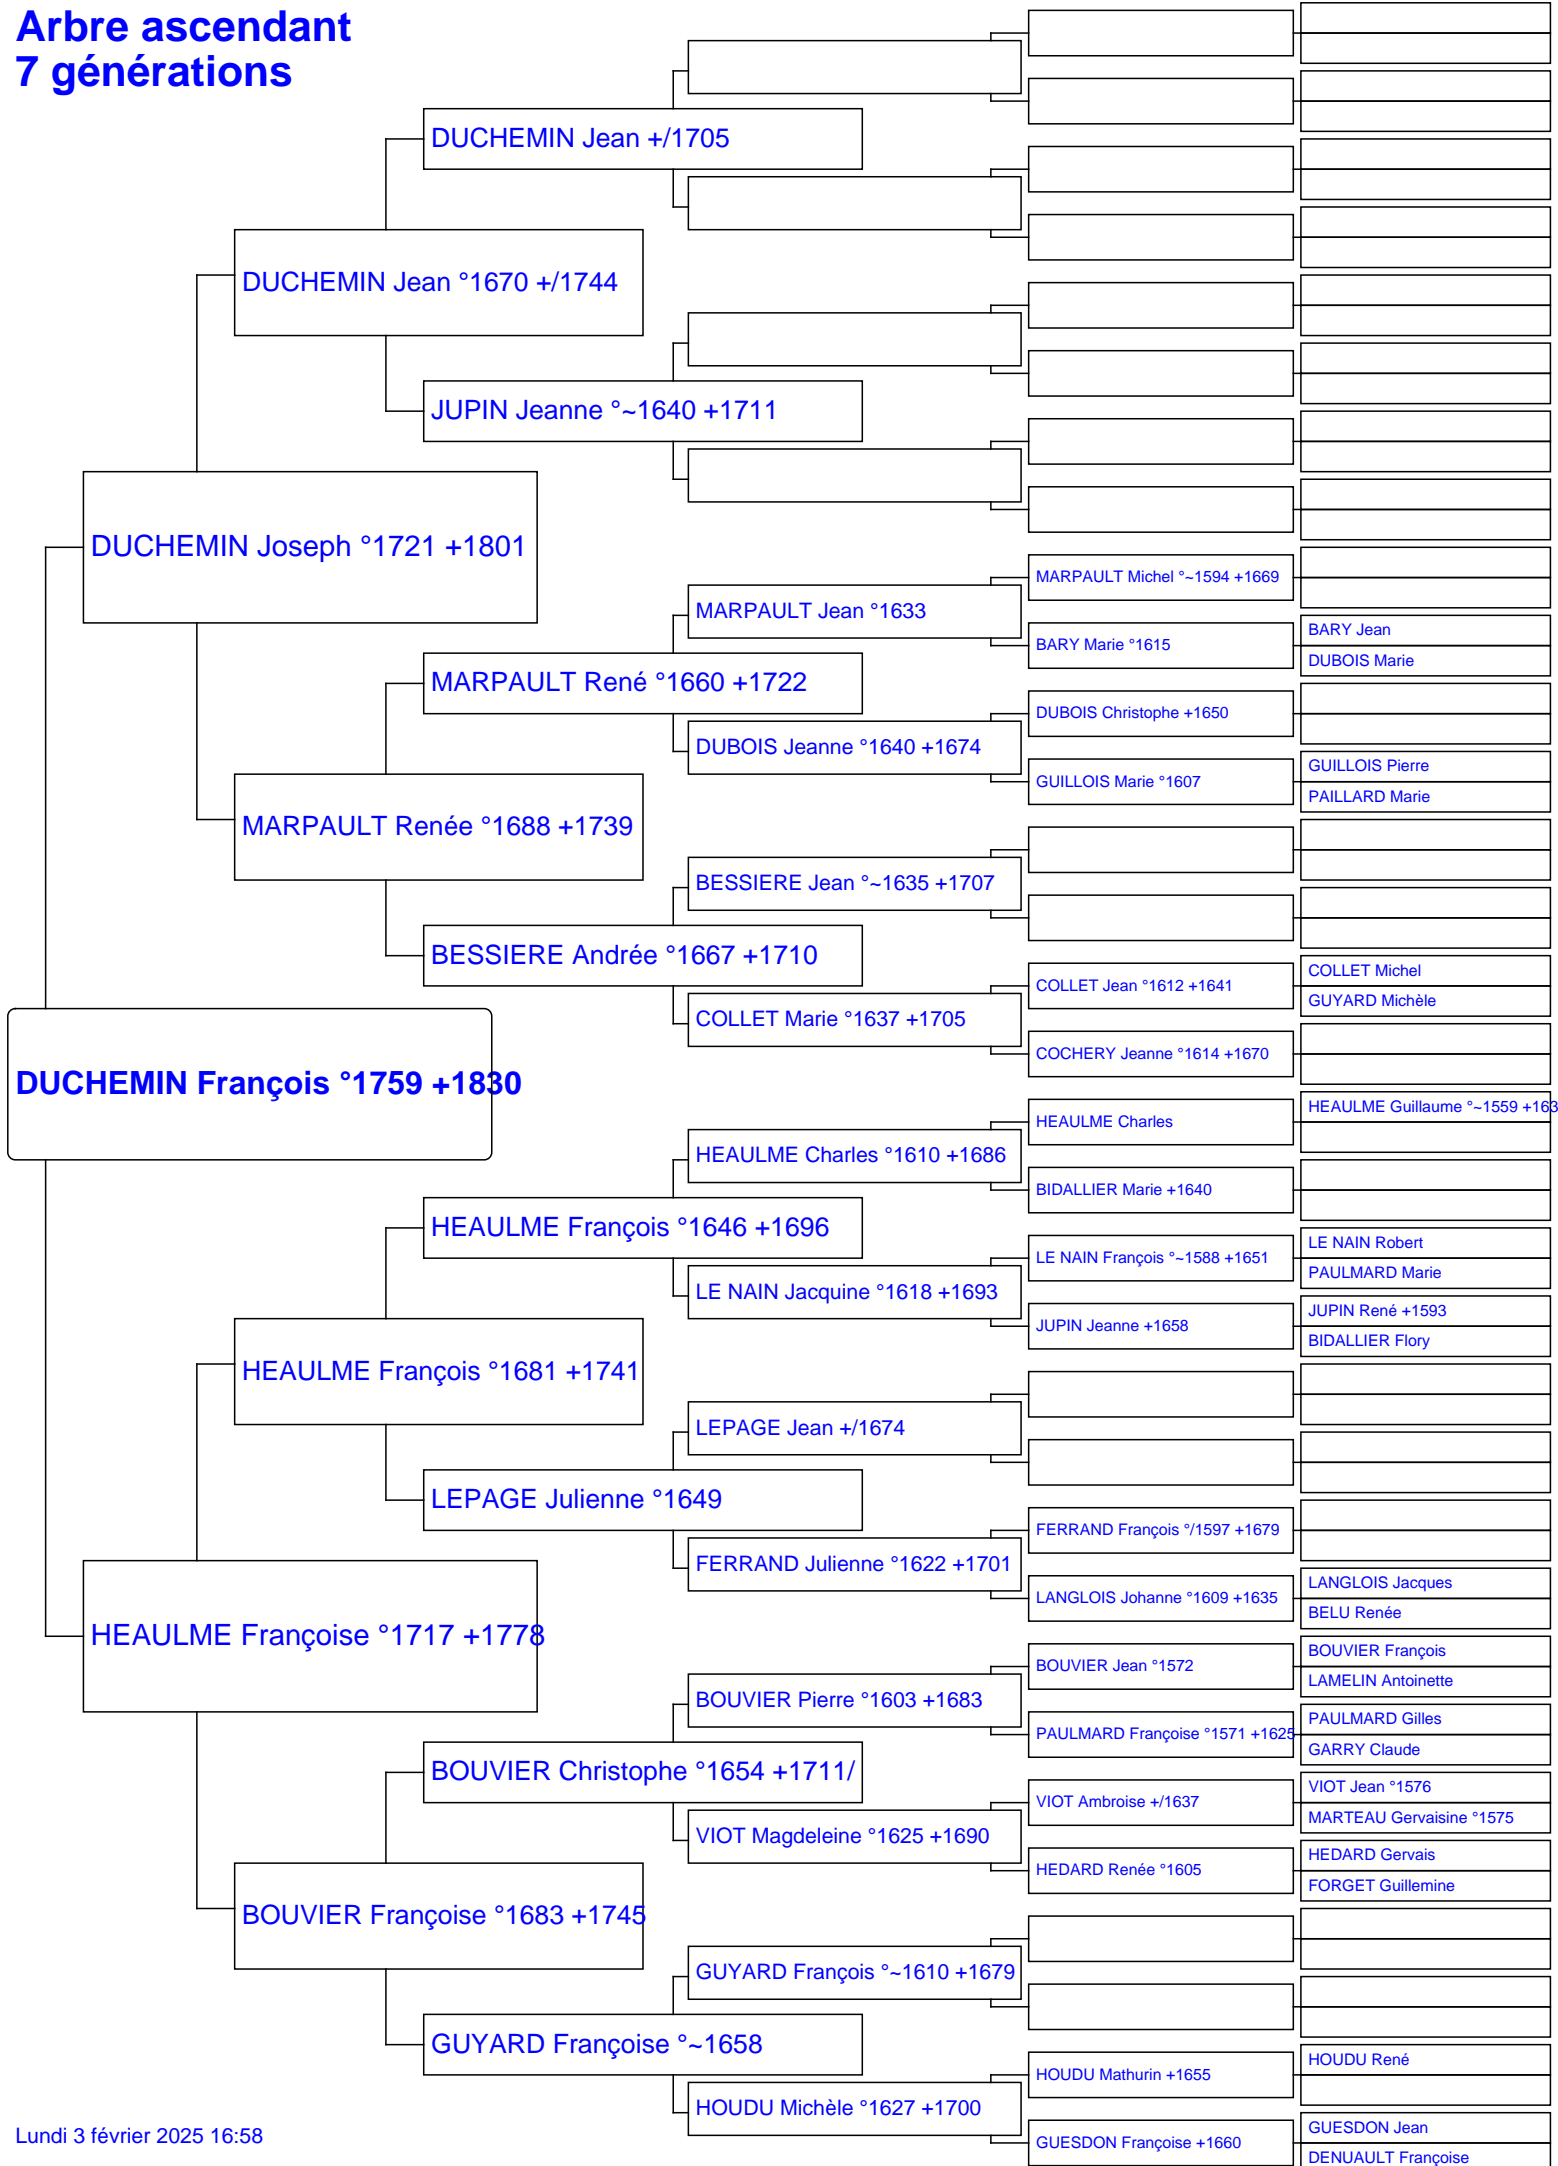 Arbre ascendant
7 générations
DUCHEMIN Jean +/1705
DUCHEMIN Jean °1670 +/1744
JUPIN Jeanne °~1640 +1711
DUCHEMIN Joseph °1721 +1801
MARPAULT Michel °~1594 +1669
MARPAULT Jean °1633
BARY Jean
BARY Marie °1615
DUBOIS Marie
MARPAULT René °1660 +1722
DUBOIS Christophe +1650
DUBOIS Jeanne °1640 +1674
GUILLOIS Pierre
GUILLOIS Marie °1607
PAILLARD Marie
MARPAULT Renée °1688 +1739
BESSIERE Jean °~1635 +1707
BESSIERE Andrée °1667 +1710
COLLET Michel
COLLET Jean °1612 +1641
GUYARD Michèle
COLLET Marie °1637 +1705
COCHERY Jeanne °1614 +1670
DUCHEMIN François °1759 +1830
HEAULME Guillaume °~1559 +163
HEAULME Charles
HEAULME Charles °1610 +1686
BIDALLIER Marie +1640
HEAULME François °1646 +1696
LE NAIN Robert
LE NAIN François °~1588 +1651
PAULMARD Marie
LE NAIN Jacquine °1618 +1693
JUPIN René +1593
JUPIN Jeanne +1658
BIDALLIER Flory
HEAULME François °1681 +1741
LEPAGE Jean +/1674
LEPAGE Julienne °1649
FERRAND François °/1597 +1679
FERRAND Julienne °1622 +1701
LANGLOIS Jacques
LANGLOIS Johanne °1609 +1635
BELU Renée
HEAULME Françoise °1717 +1778
BOUVIER François
BOUVIER Jean °1572
LAMELIN Antoinette
BOUVIER Pierre °1603 +1683
PAULMARD Gilles
PAULMARD Françoise °1571 +1625
GARRY Claude
BOUVIER Christophe °1654 +1711/
VIOT Jean °1576
VIOT Ambroise +/1637
MARTEAU Gervaisine °1575
VIOT Magdeleine °1625 +1690
HEDARD Gervais
HEDARD Renée °1605
FORGET Guillemine
BOUVIER Françoise °1683 +1745
GUYARD François °~1610 +1679
GUYARD Françoise °~1658
HOUDU René
HOUDU Mathurin +1655
HOUDU Michèle °1627 +1700
GUESDON Jean
GUESDON Françoise +1660
DENUAULT Françoise
Lundi 3 février 2025 16:58